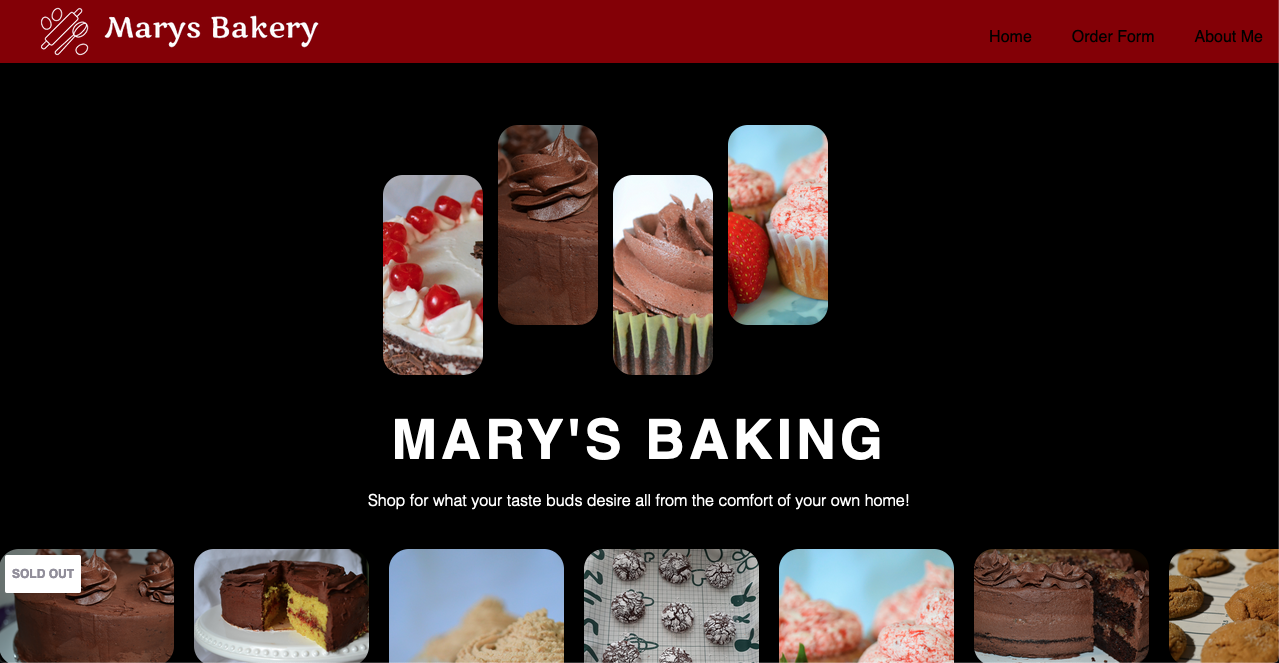 Marys Bakery
Home
Order Form
About Me
MARY'S BAKING
Shop for what your taste buds desire all from the comfort of your own home!
SOLD OUT